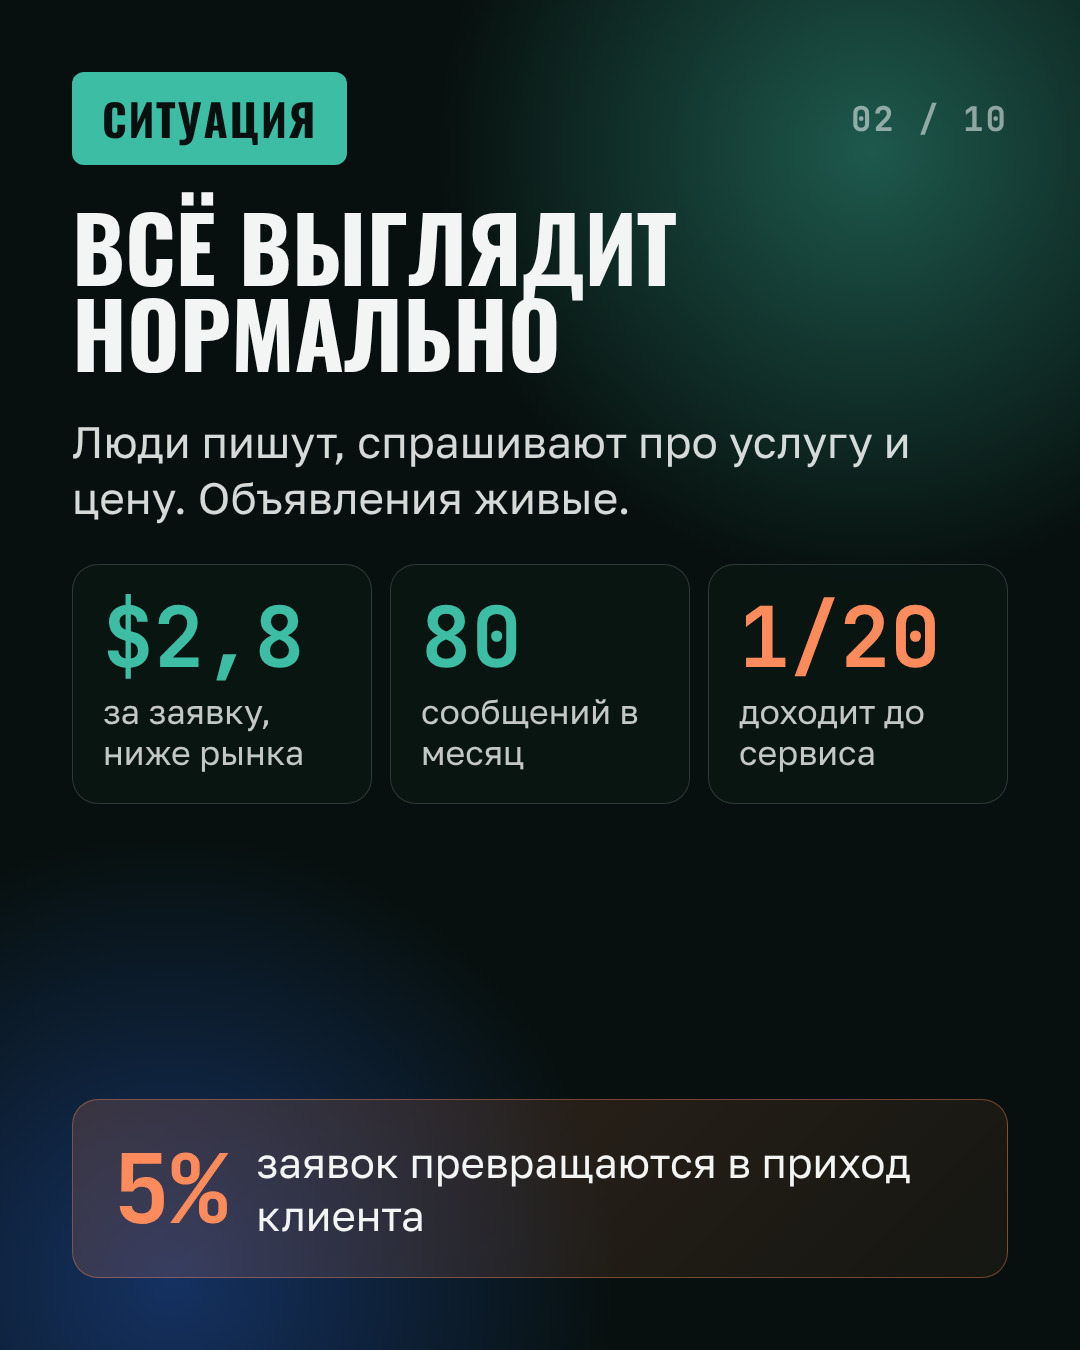 СИТУАЦИЯ
02 / 10
ВСЁ ВЫГЛЯДИТ
НОРМАЛЬНО
Люди пишут, спрашивают про услугу и
цену. Объявления живые.
$2,8
за заявку,
ниже рынка
80
сообщений в
месяц
1/20
доходит до
сервиса
5%
заявок превращаются в приход
клиента